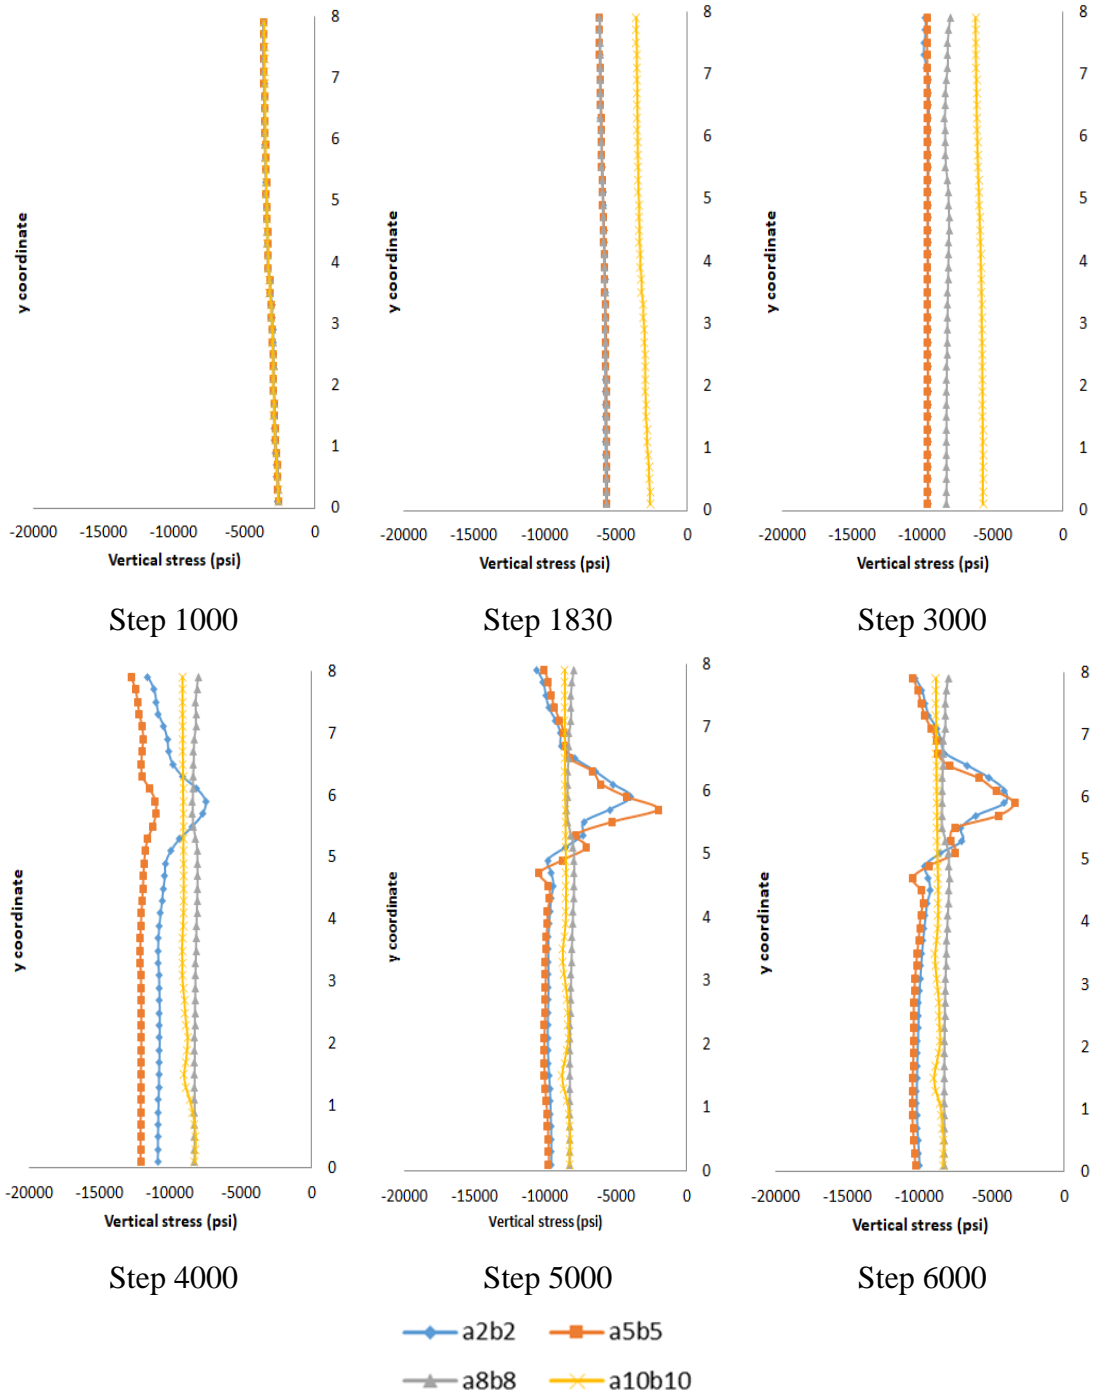 8
7
6
5
4
3
2
1
0
y coordinate
-20000 -15000 -10000 -5000 0
Vertical stress (psi)
Step 1000
8
7
6
5
4
3
2
1
0
y coordinate
-20000 -15000 -10000 -5000 0
Vertical stress (psi)
Step 1830
8
7
6
5
4
3
2
1
0
y coordinate
-20000 -15000 -10000 -5000 0
Vertical stress (psi)
Step 3000
8
7
6
5
4
3
2
1
0
y coordinate
-20000 -15000 -10000 -5000 0
Vertical stress (psi)
Step 4000
8
7
6
5
4
3
2
1
0
y coordinate
-20000 -15000 -10000 -5000 0
Vertical stress (psi)
Step 5000
8
7
6
5
4
3
2
1
0
y coordinate
-20000 -15000 -10000 -5000 0
Vertical stress (psi)
Step 6000
a2b2 a5b5
a8b8 a10b10